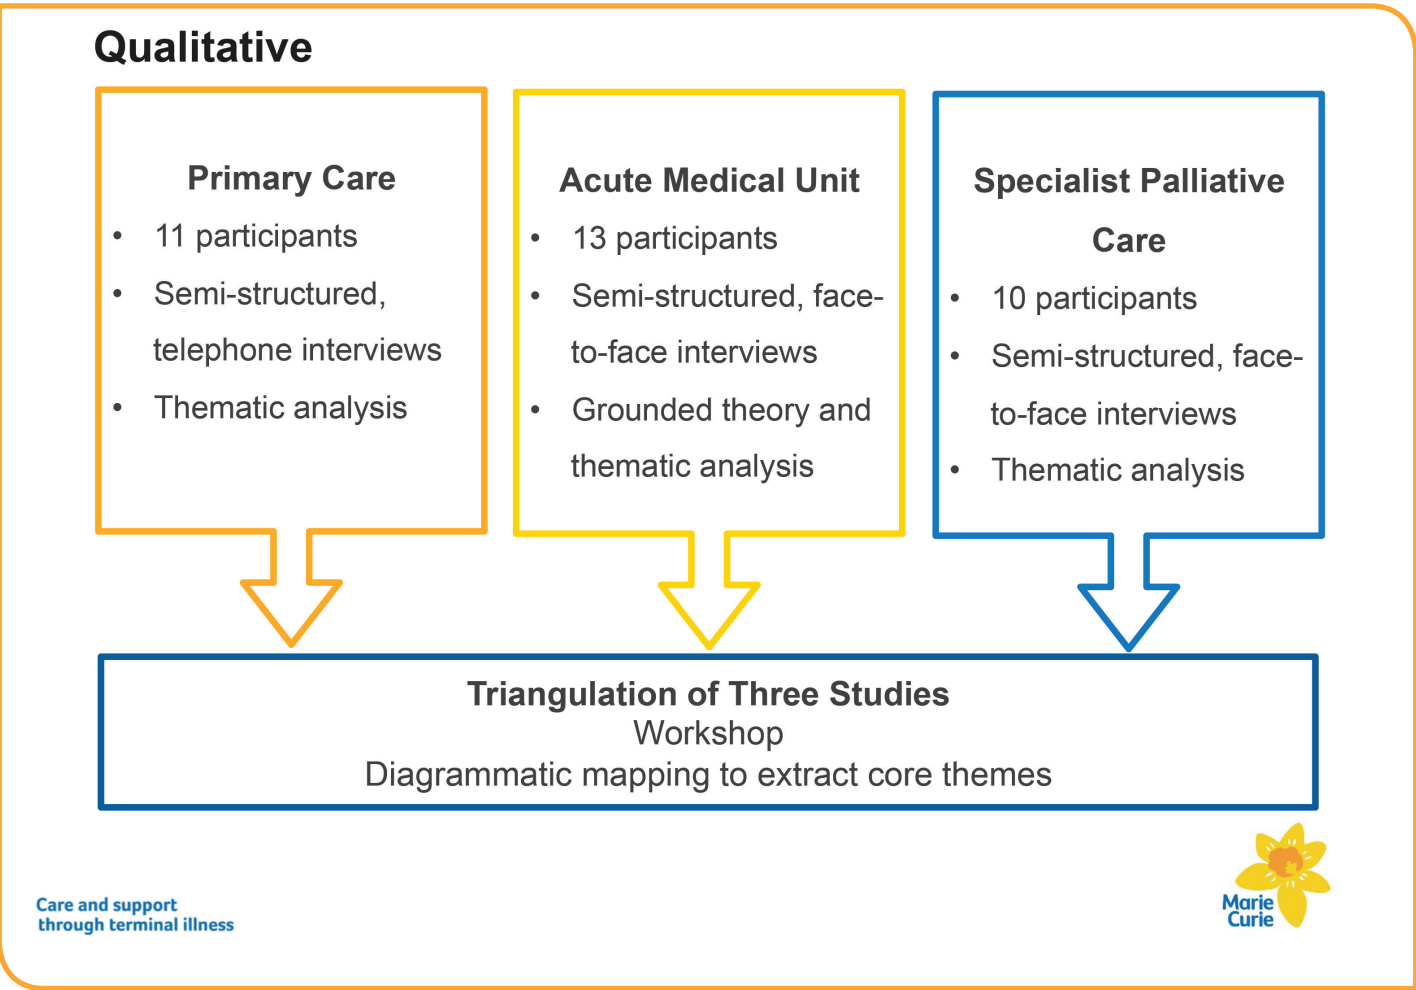 Qualitative
Primary Care
• 11 participants
• Semi-structured,
telephone interviews
• Thematic analysis
Acute Medical Unit
• 13 participants
• Semi-structured, face-
to-face interviews
• Grounded theory and
thematic analysis
Specialist Palliative
Care
• 10 participants
• Semi-structured, face-
to-face interviews
• Thematic analysis
Triangulation of Three Studies
Workshop
Diagrammatic mapping to extract core themes
Care and support
through terminal illness
Marie
Curie